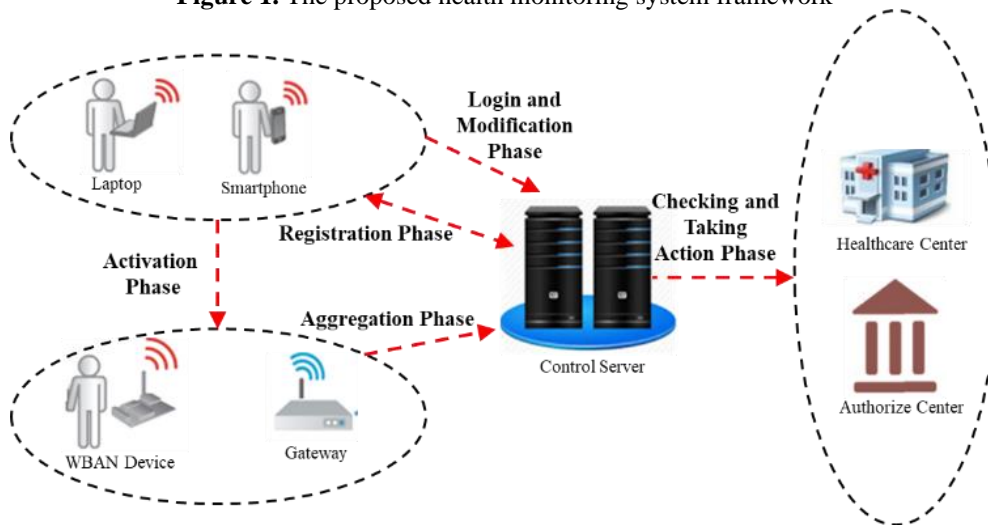 Figure 1. The proposed health monitoring system framework
Login and
Modification
Phase
Laptop
Smartphone
Registration Phase
Checking and
Taking
Action Phase
Healthcare Center
Activation
Phase
Aggregation Phase
Control Server
Authorize Center
WBAN Device
Gateway